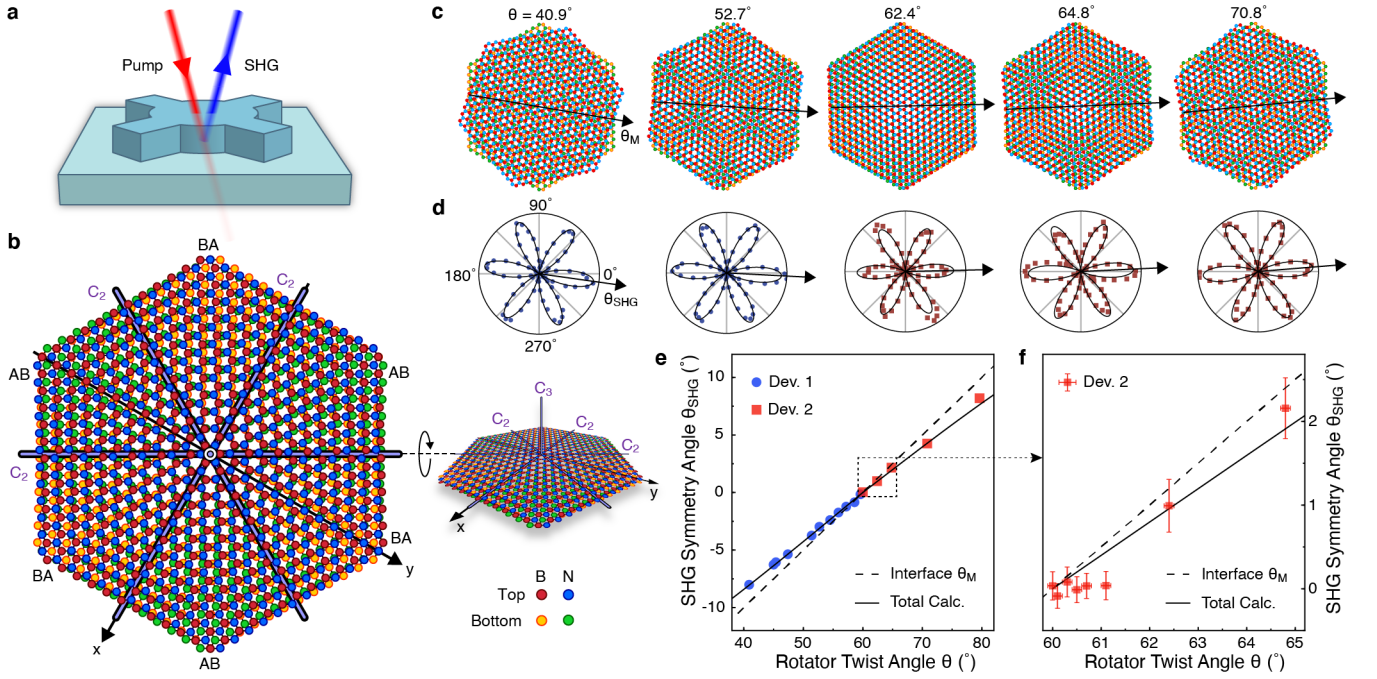 a
Pump
SHG
b
BA
C₂
C₂
AB
AB
C₂
BA
BA
AB
x
y
C₃
C₂
C₂
C₂
x
y
B N
Top
Bottom
c
θ = 40.9°
52.7°
62.4°
64.8°
70.8°
θM
d
90°
180°
0°
θSHG
270°
e
SHG Symmetry Angle θSHG (°)
10
5
0
-5
-10
Dev. 1
Dev. 2
Interface θM
Total Calc.
40 50 60 70 80
Rotator Twist Angle θ (°)
f
Dev. 2
Interface θM
Total Calc.
2
1
0
SHG Symmetry Angle θSHG (°)
60 61 62 63 64 65
Rotator Twist Angle θ (°)